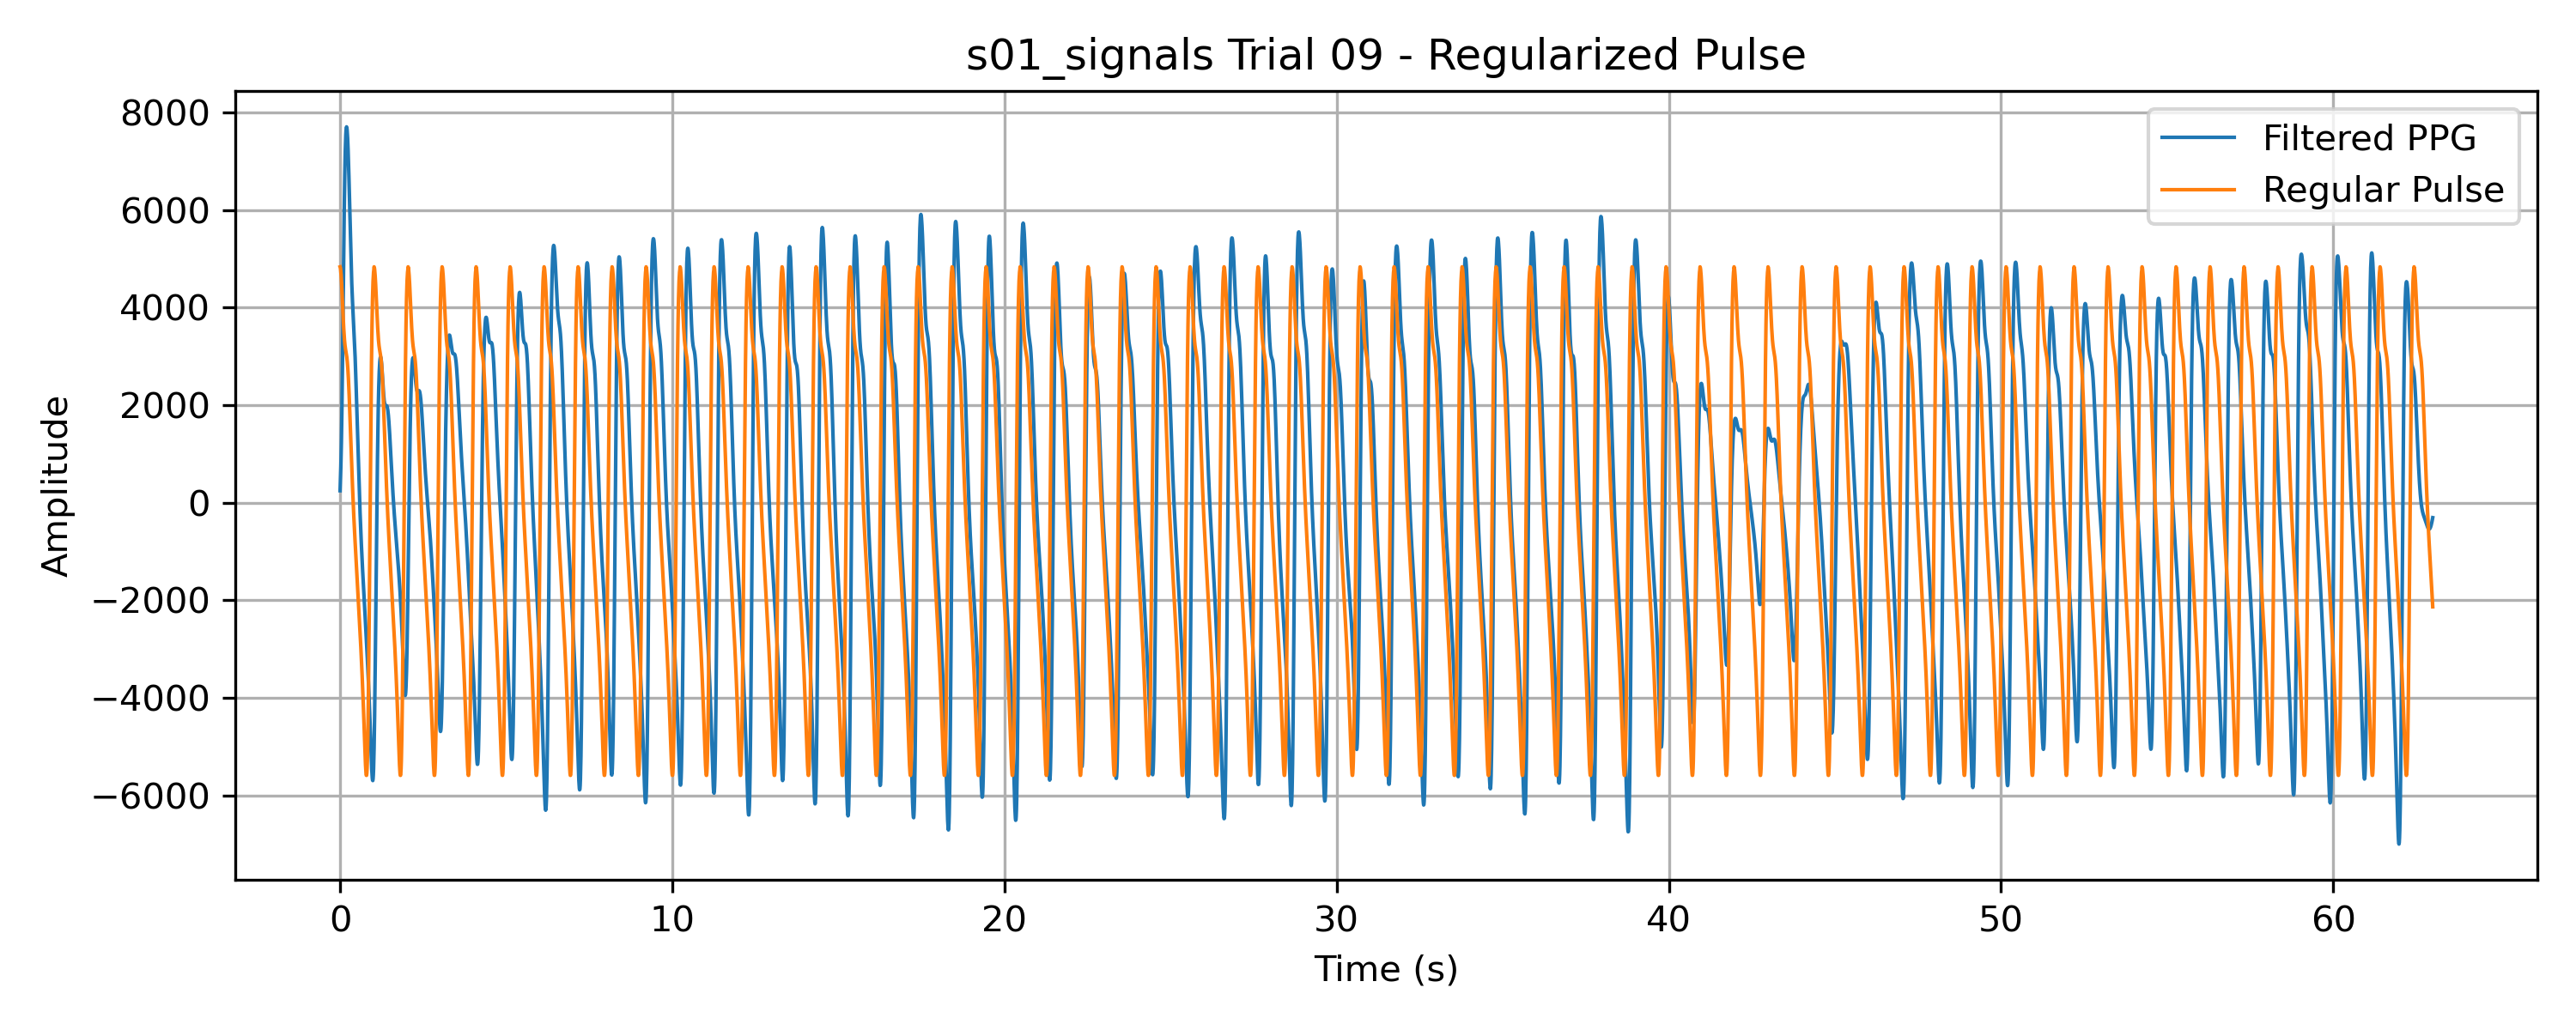 s01_signals Trial 09 - Regularized Pulse
Filtered PPG
Regular Pulse
Amplitude
8000
6000
4000
2000
0
−2000
−4000
−6000
0 10 20 30 40 50 60
Time (s)